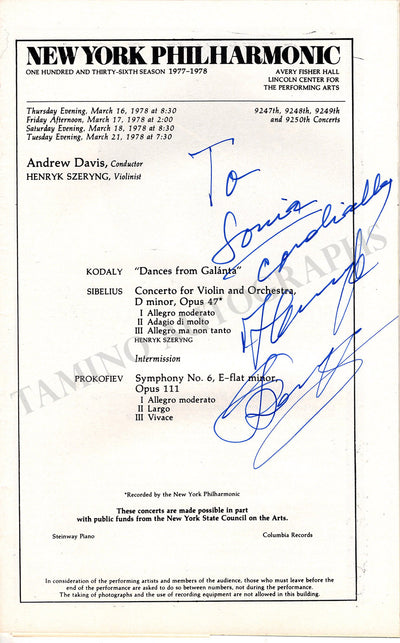 NEW YORK PHILHARMONIC
ONE HUNDRED AND THIRTY-SIXTH SEASON 1977-1978
AVERY FISHER HALL
LINCOLN CENTER FOR
THE PERFORMING ARTS
Thursday Evening, March 16, 1978 at 8:30
Friday Afternoon, March 17, 1978 at 2:00
Saturday Evening, March 18, 1978 at 8:30
Tuesday Evening, March 21, 1978 at 7:30
9247th, 9248th, 9249th
and 9250th Concerts
Andrew Davis, Conductor
HENRYK SZERYNG, Violinist
To
Sonia
Cordially
Henryk
KODALY "Dances from Galánta"
SIBELIUS Concerto for Violin and Orchestra,
D minor, Opus 47*
I Allegro moderato
II Adagio di molto
III Allegro ma non tanto
HENRYK SZERYNG
Intermission
PROKOFIEV Symphony No. 6, E-flat minor,
Opus 111
I Allegro moderato
II Largo
III Vivace
TAMINO AUTOGRAPHS
*Recorded by the New York Philharmonic
These concerts are made possible in part
with public funds from the New York State Council on the Arts.
Steinway Piano Columbia Records
In consideration of the performing artists and members of the audience, those who must leave before the
end of the performance are asked to do so between numbers, not during the performance.
The taking of photographs and the use of recording equipment are not allowed in this building.